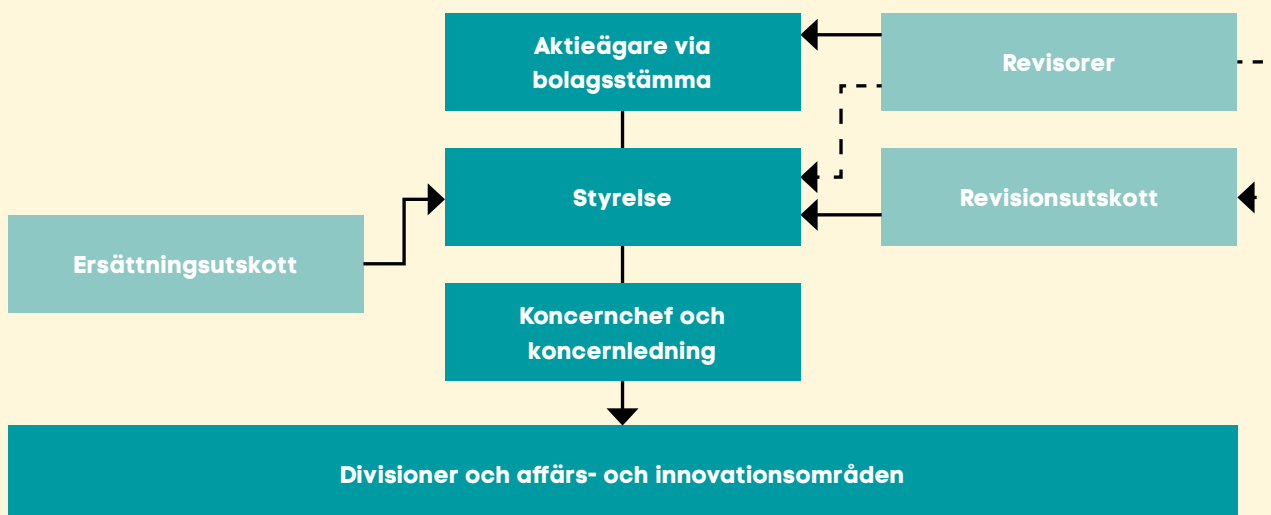 Aktieägare via
bolagsstämma
Revisorer
Styrelse
Revisionsutskott
Ersättningsutskott
Koncernchef och
koncernledning
Divisioner och affärs- och innovationsområden